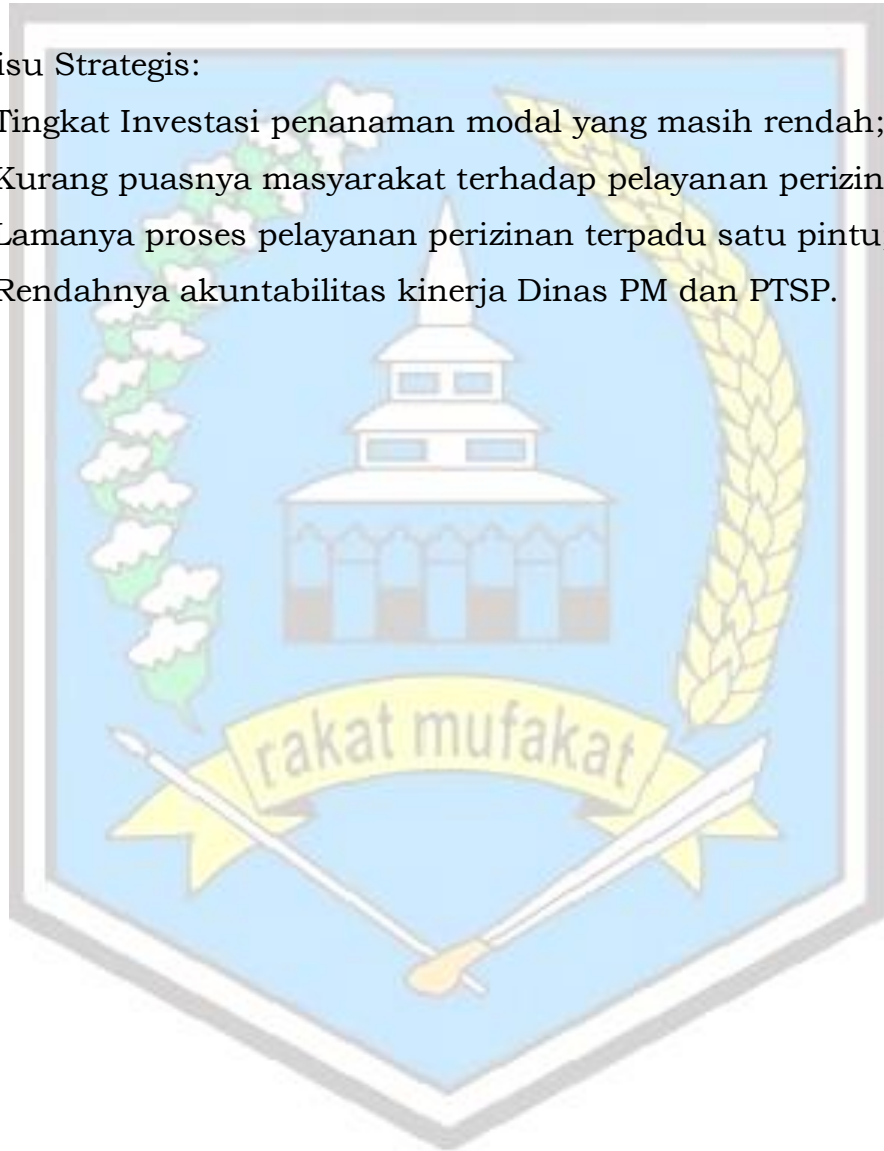 isu Strategis:
Tingkat Investasi penanaman modal yang masih rendah;
Kurang puasnya masyarakat terhadap pelayanan perizin
Lamanya proses pelayanan perizinan terpadu satu pintu
Rendahnya akuntabilitas kinerja Dinas PM dan PTSP.
rakat mufakat